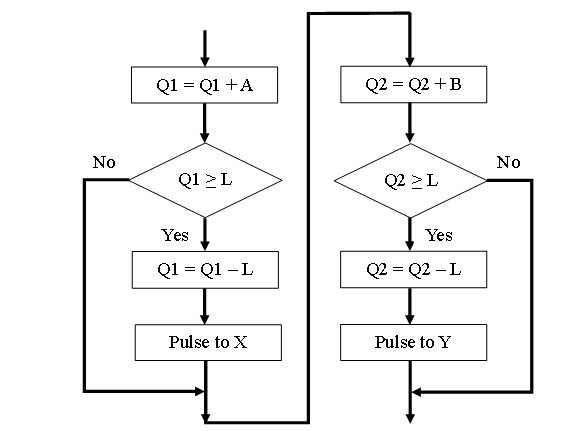 Q1 = Q1 + A
No
Q1 ≥ L
Yes
Q1 = Q1 – L
Pulse to X
Q2 = Q2 + B
No
Q2 ≥ L
Yes
Q2 = Q2 – L
Pulse to Y